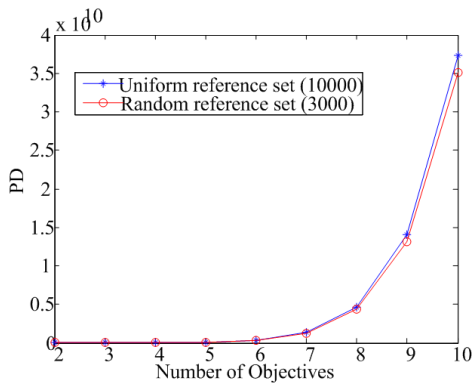 4 x 10^10
3.5
3
2.5
2
1.5
1
0.5
0
PD
Uniform reference set (10000)
Random reference set (3000)
2 3 4 5 6 7 8 9 10
Number of Objectives